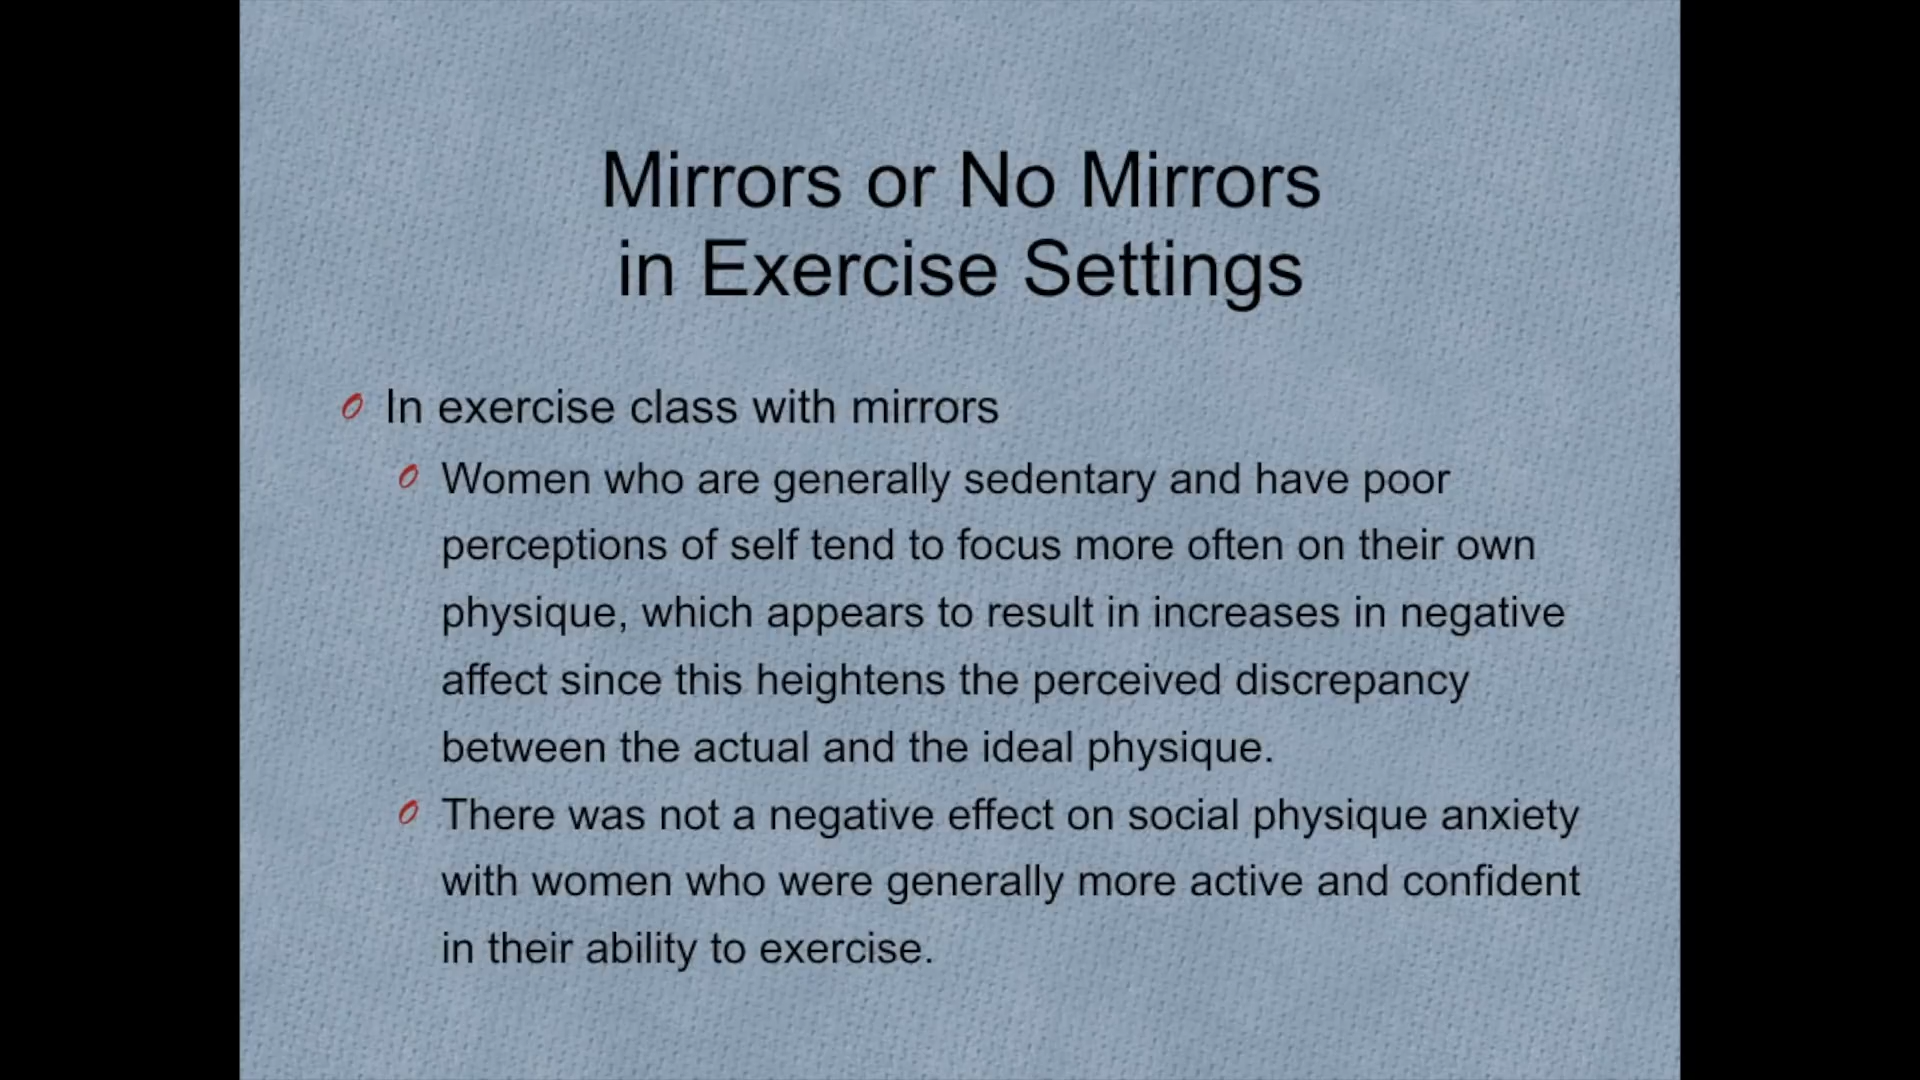 Mirrors or No Mirrors
in Exercise Settings
In exercise class with mirrors
Women who are generally sedentary and have poor
perceptions of self tend to focus more often on their own
physique, which appears to result in increases in negative
affect since this heightens the perceived discrepancy
between the actual and the ideal physique.
There was not a negative effect on social physique anxiety
with women who were generally more active and confident
in their ability to exercise.